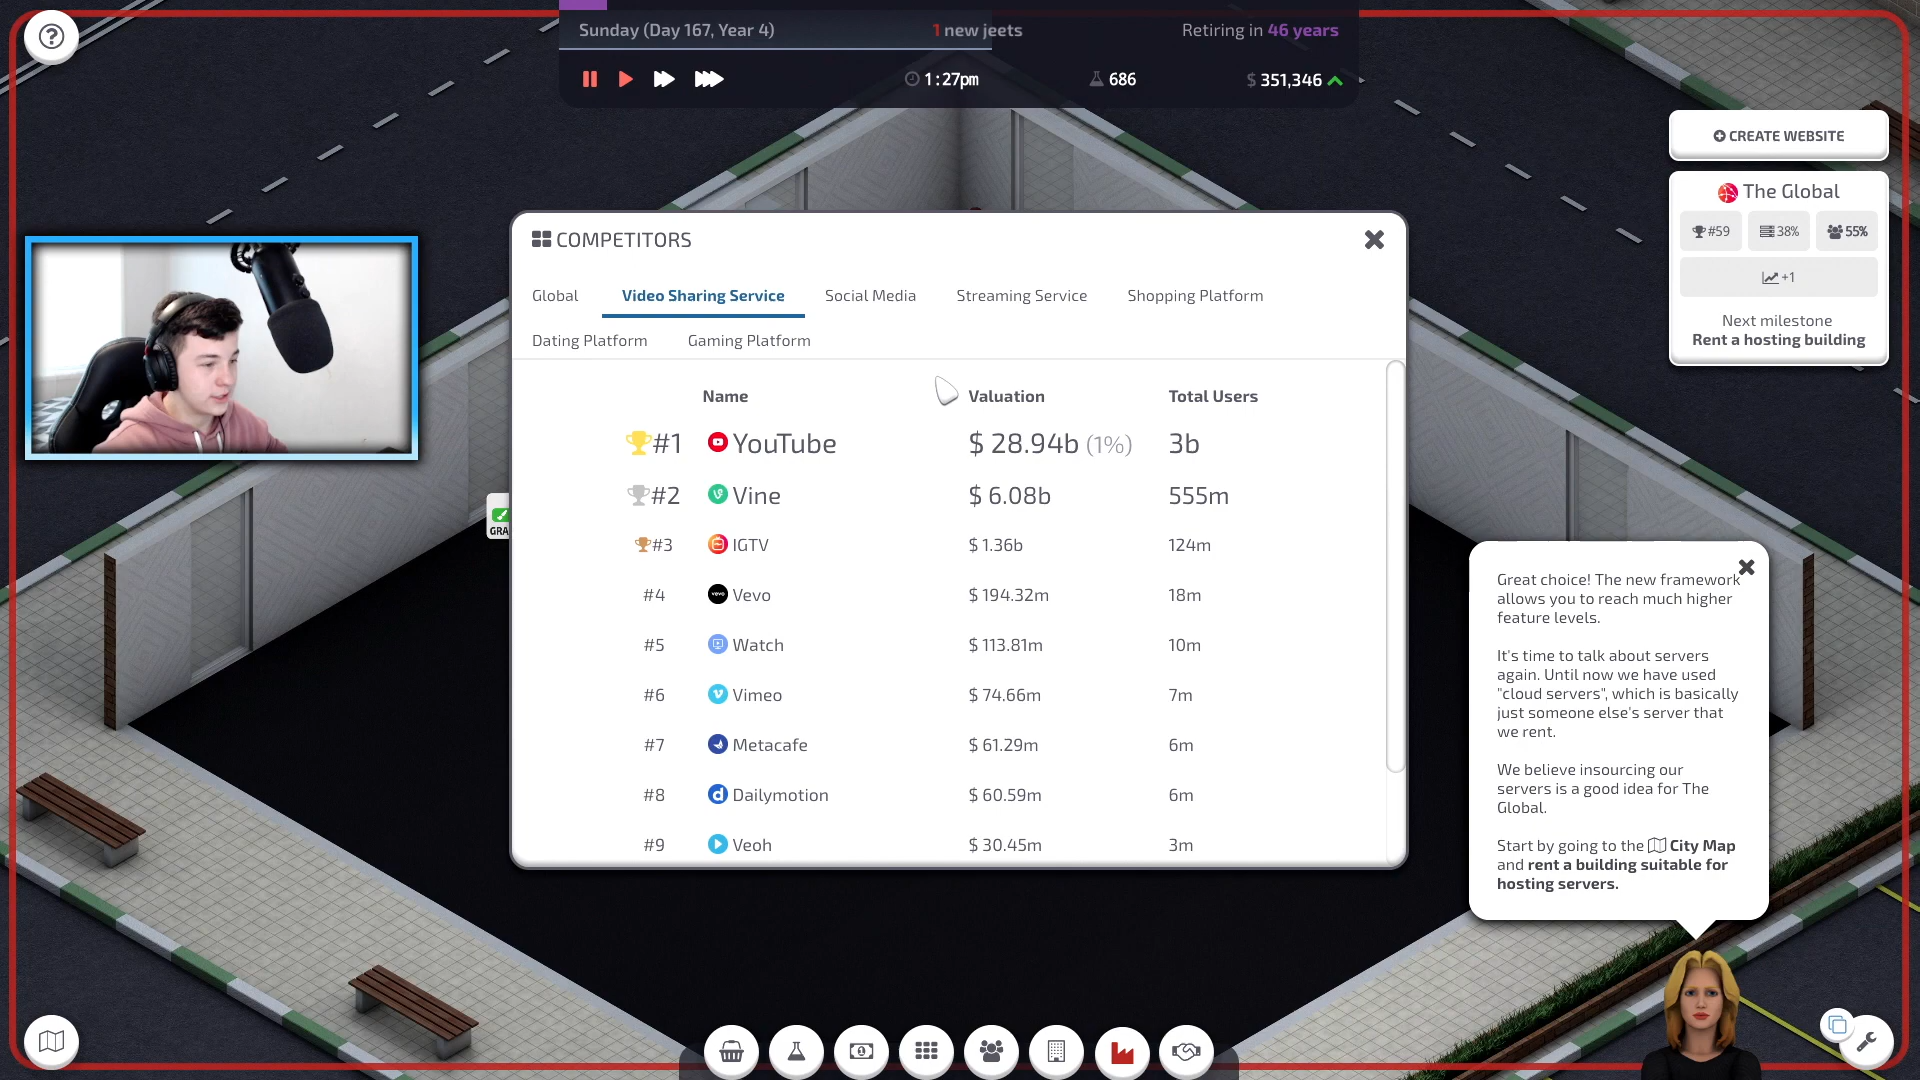 Sunday (Day 167, Year 4)
1 new jeets
Retiring in 46 years
1:27pm
686
$ 351,346
CREATE WEBSITE
The Global
#59
38%
55%
+1
Next milestone
Rent a hosting building
COMPETITORS
Global
Video Sharing Service
Social Media
Streaming Service
Shopping Platform
Dating Platform
Gaming Platform
Name Valuation Total Users
#1 YouTube $ 28.94b (1%) 3b
#2 Vine $ 6.08b 555m
#3 IGTV $ 1.36b 124m
#4 Vevo $ 194.32m 18m
#5 Watch $ 113.81m 10m
#6 Vimeo $ 74.66m 7m
#7 Metacafe $ 61.29m 6m
#8 Dailymotion $ 60.59m 6m
#9 Veoh $ 30.45m 3m
GRA
Great choice! The new framework
allows you to reach much higher
feature levels.
It's time to talk about servers
again. Until now we have used
"cloud servers", which is basically
just someone else's server that
we rent.
We believe insourcing our
servers is a good idea for The
Global.
Start by going to the City Map
and rent a building suitable for
hosting servers.